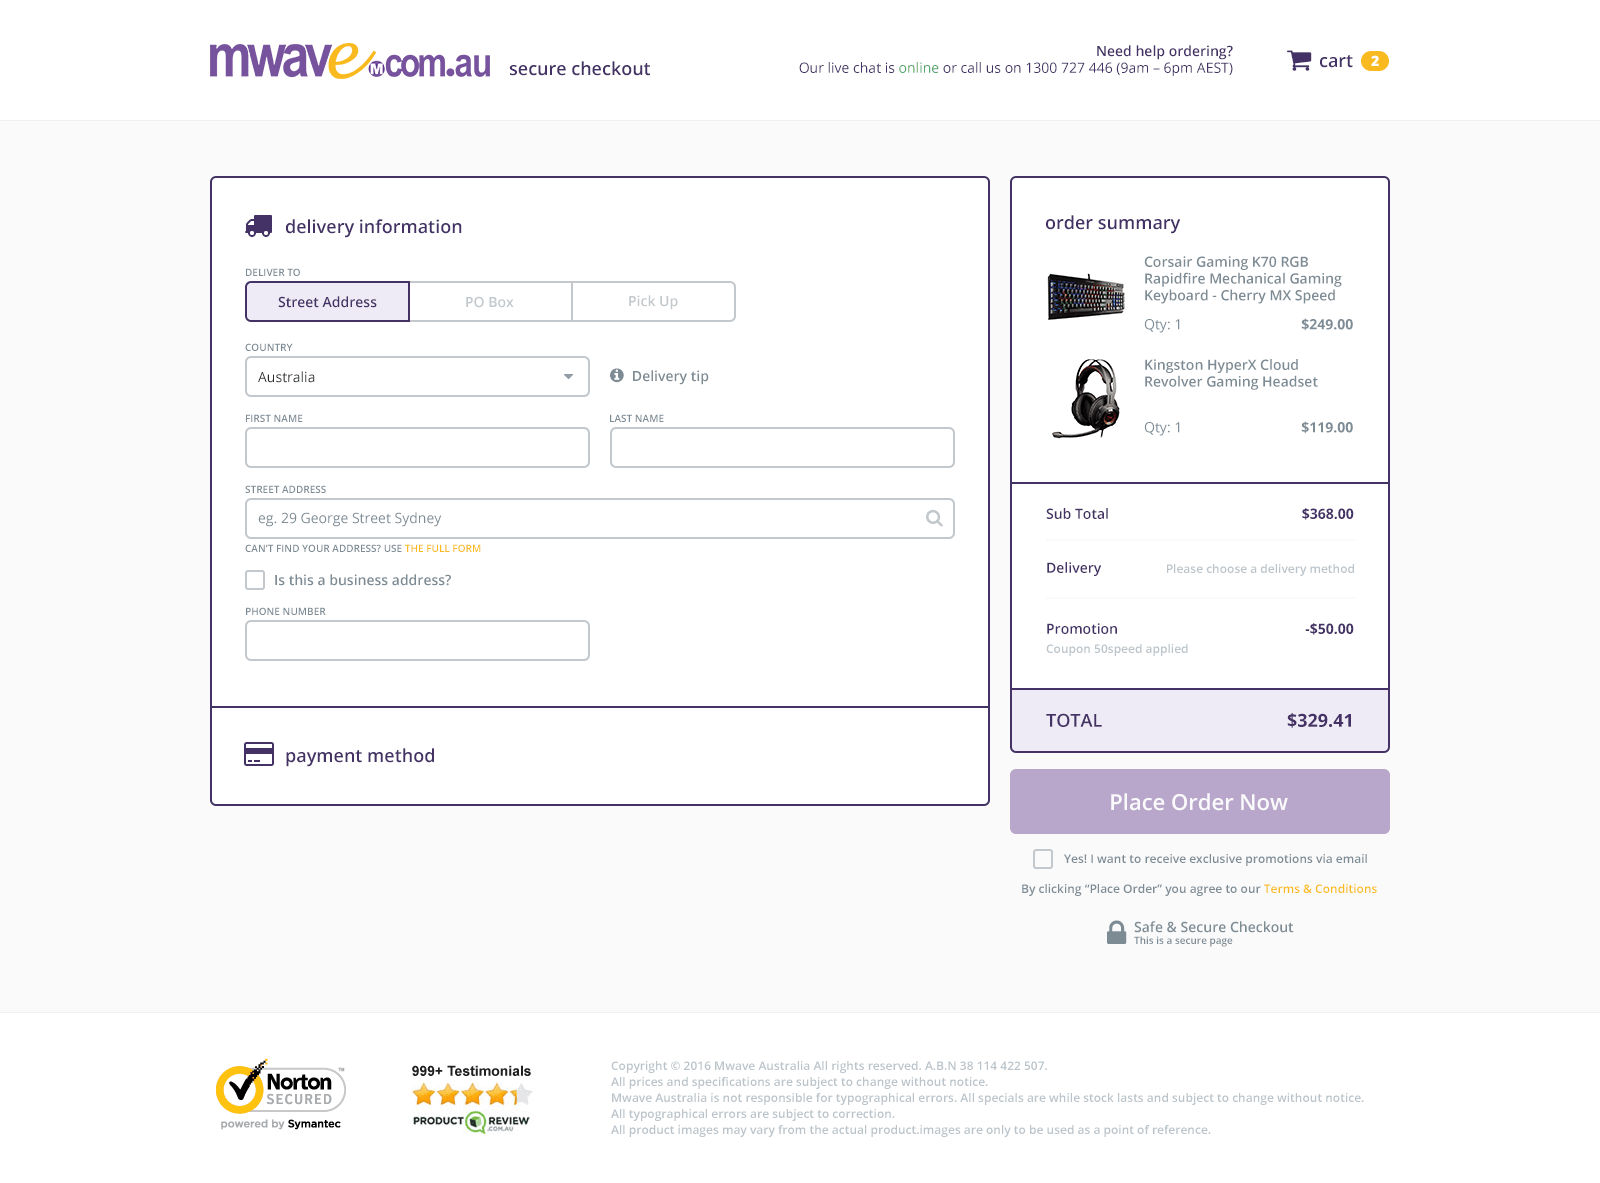 mwave.com.au
M
secure checkout
Need help ordering?
Our live chat is online or call us on 1300 727 446 (9am – 6pm AEST)
cart 2
delivery information
DELIVER TO
Street Address
PO Box
Pick Up
COUNTRY
Australia
Delivery tip
FIRST NAME
LAST NAME
STREET ADDRESS
eg. 29 George Street Sydney
CAN'T FIND YOUR ADDRESS? USE THE FULL FORM
Is this a business address?
PHONE NUMBER
payment method
order summary
Corsair Gaming K70 RGB
Rapidfire Mechanical Gaming
Keyboard - Cherry MX Speed
Qty: 1 $249.00
Kingston HyperX Cloud
Revolver Gaming Headset
Qty: 1 $119.00
Sub Total $368.00
Delivery Please choose a delivery method
Promotion -$50.00
Coupon 50speed applied
TOTAL $329.41
Place Order Now
Yes! I want to receive exclusive promotions via email
By clicking “Place Order” you agree to our Terms & Conditions
Safe & Secure Checkout
This is a secure page
Norton
SECURED
TM
powered by Symantec
999+ Testimonials
PRODUCT REVIEW
.COM.AU
Copyright © 2016 Mwave Australia All rights reserved. A.B.N 38 114 422 507.
All prices and specifications are subject to change without notice.
Mwave Australia is not responsible for typographical errors. All specials are while stock lasts and subject to change without notice.
All typographical errors are subject to correction.
All product images may vary from the actual product.images are only to be used as a point of reference.